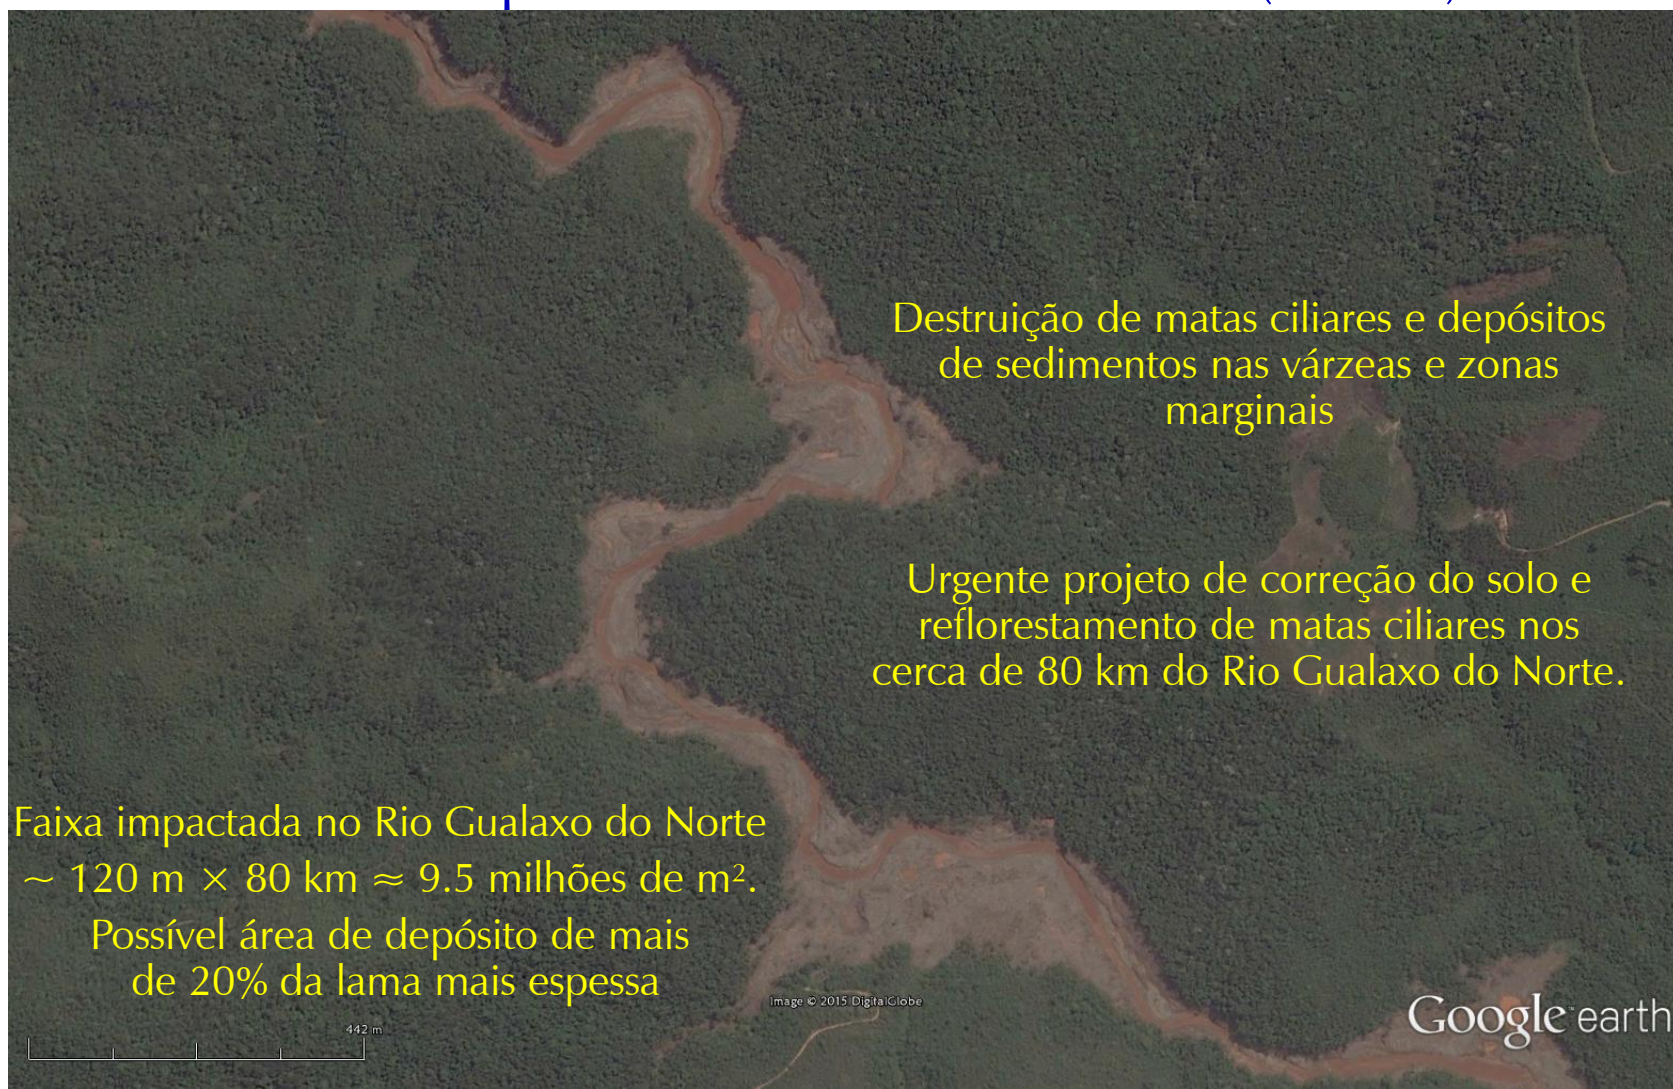 Destruição de matas ciliares e depósitos
de sedimentos nas várzeas e zonas
marginais
Urgente projeto de correção do solo e
reflorestamento de matas ciliares nos
cerca de 80 km do Rio Gualaxo do Norte.
Faixa impactada no Rio Gualaxo do Norte
~ 120 m × 80 km ≈ 9.5 milhões de m².
Possível área de depósito de mais
de 20% da lama mais espessa
Image © 2015 DigitalGlobe
442 m
Google™ earth